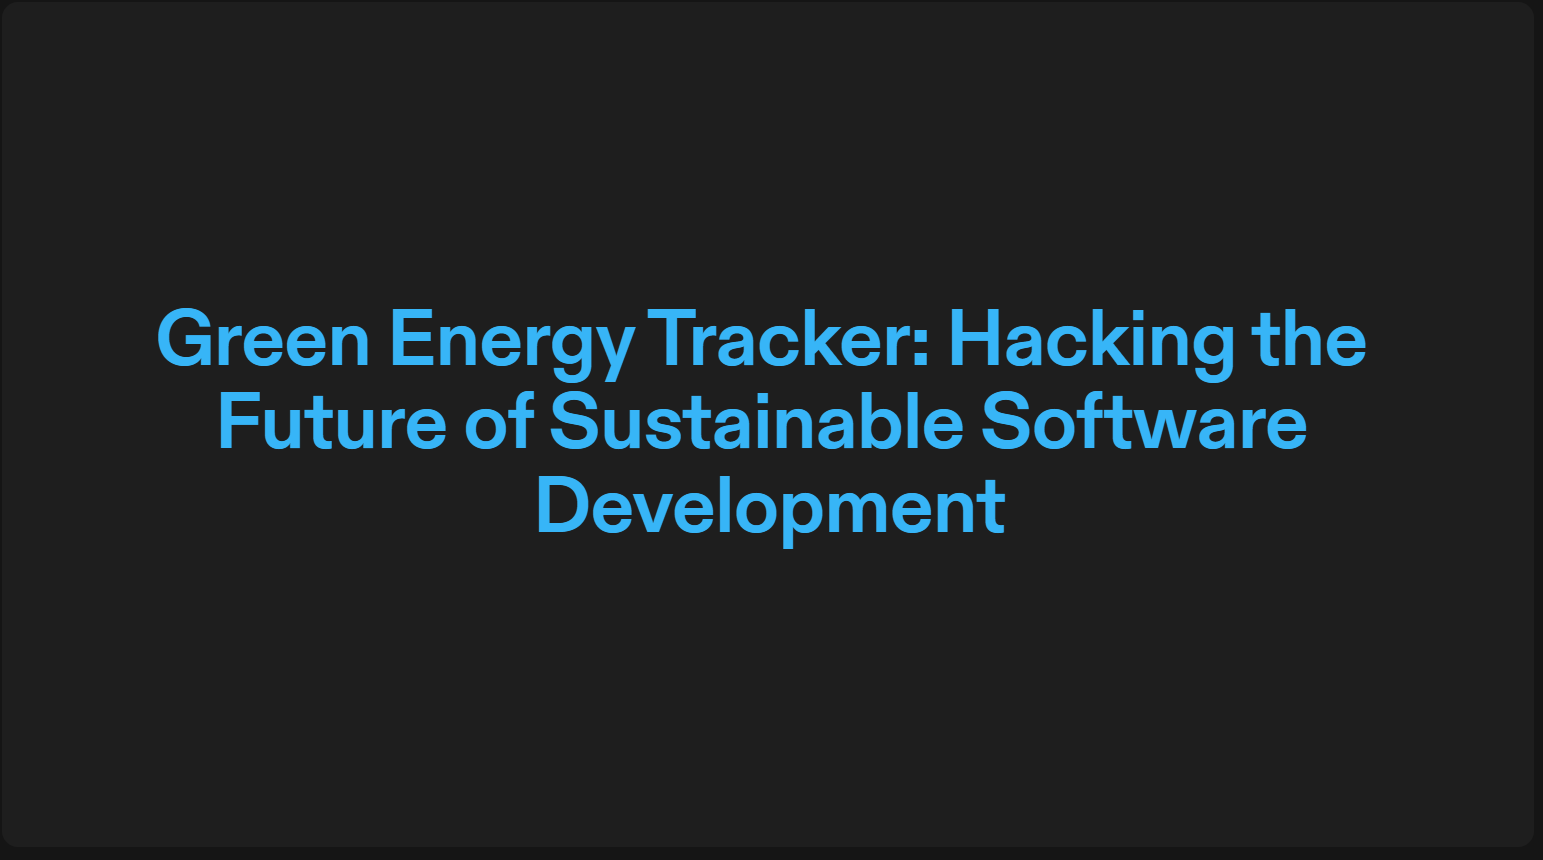 Green Energy Tracker: Hacking the
Future of Sustainable Software
Development